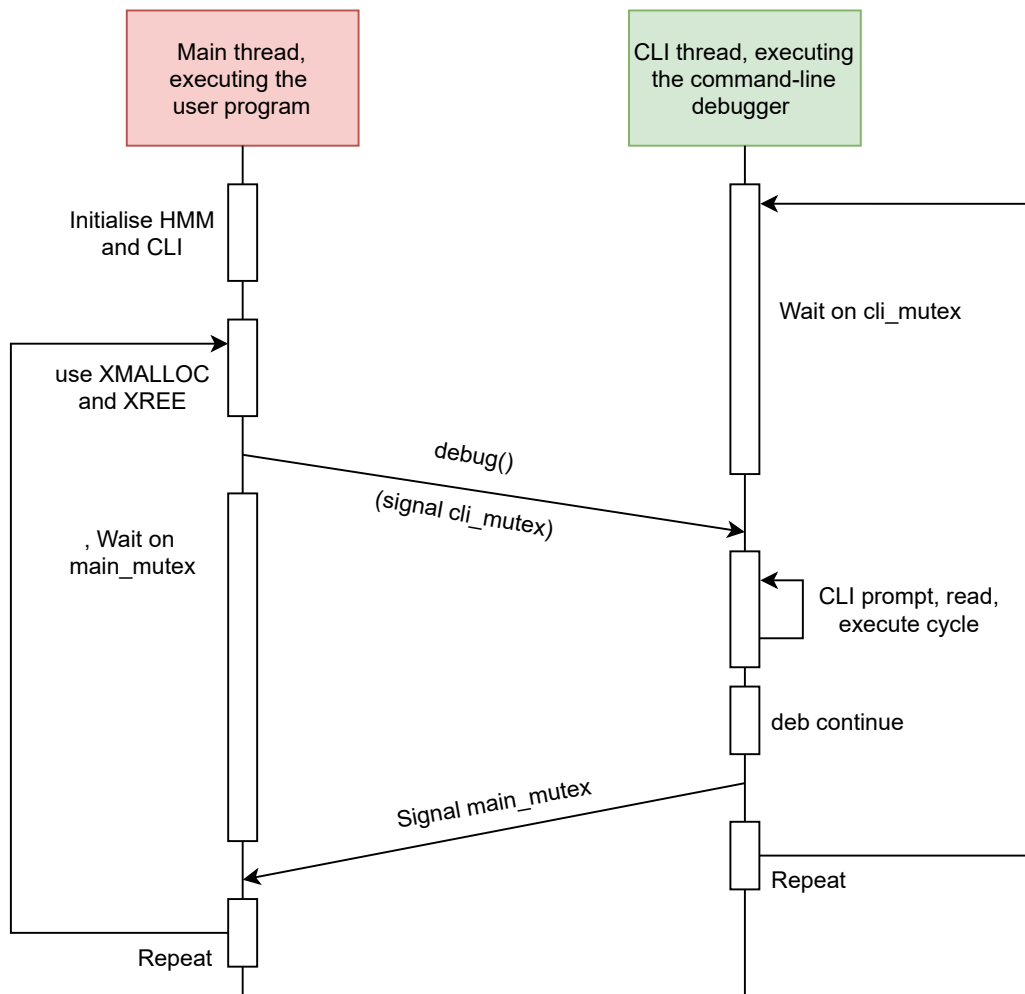 Main thread,
executing the
user program
CLI thread, executing
the command-line
debugger
Initialise HMM
and CLI
Wait on cli_mutex
use XMALLOC
and XREE
debug()
(signal cli_mutex)
, Wait on
main_mutex
CLI prompt, read,
execute cycle
deb continue
Signal main_mutex
Repeat
Repeat